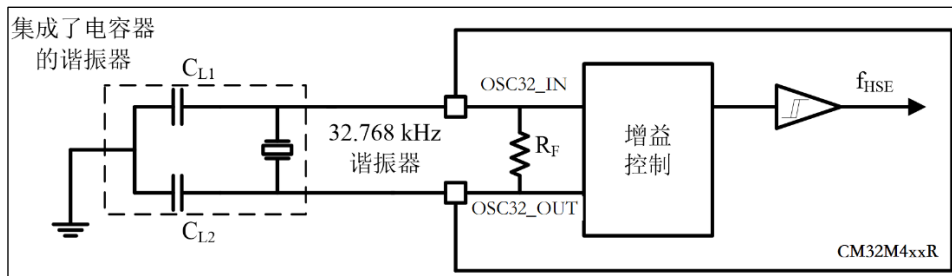 集成了电容器
的谐振器
C_L1
OSC32_IN
f_HSE
32.768 kHz
谐振器
R_F
增益
控制
OSC32_OUT
C_L2
CM32M4xxR